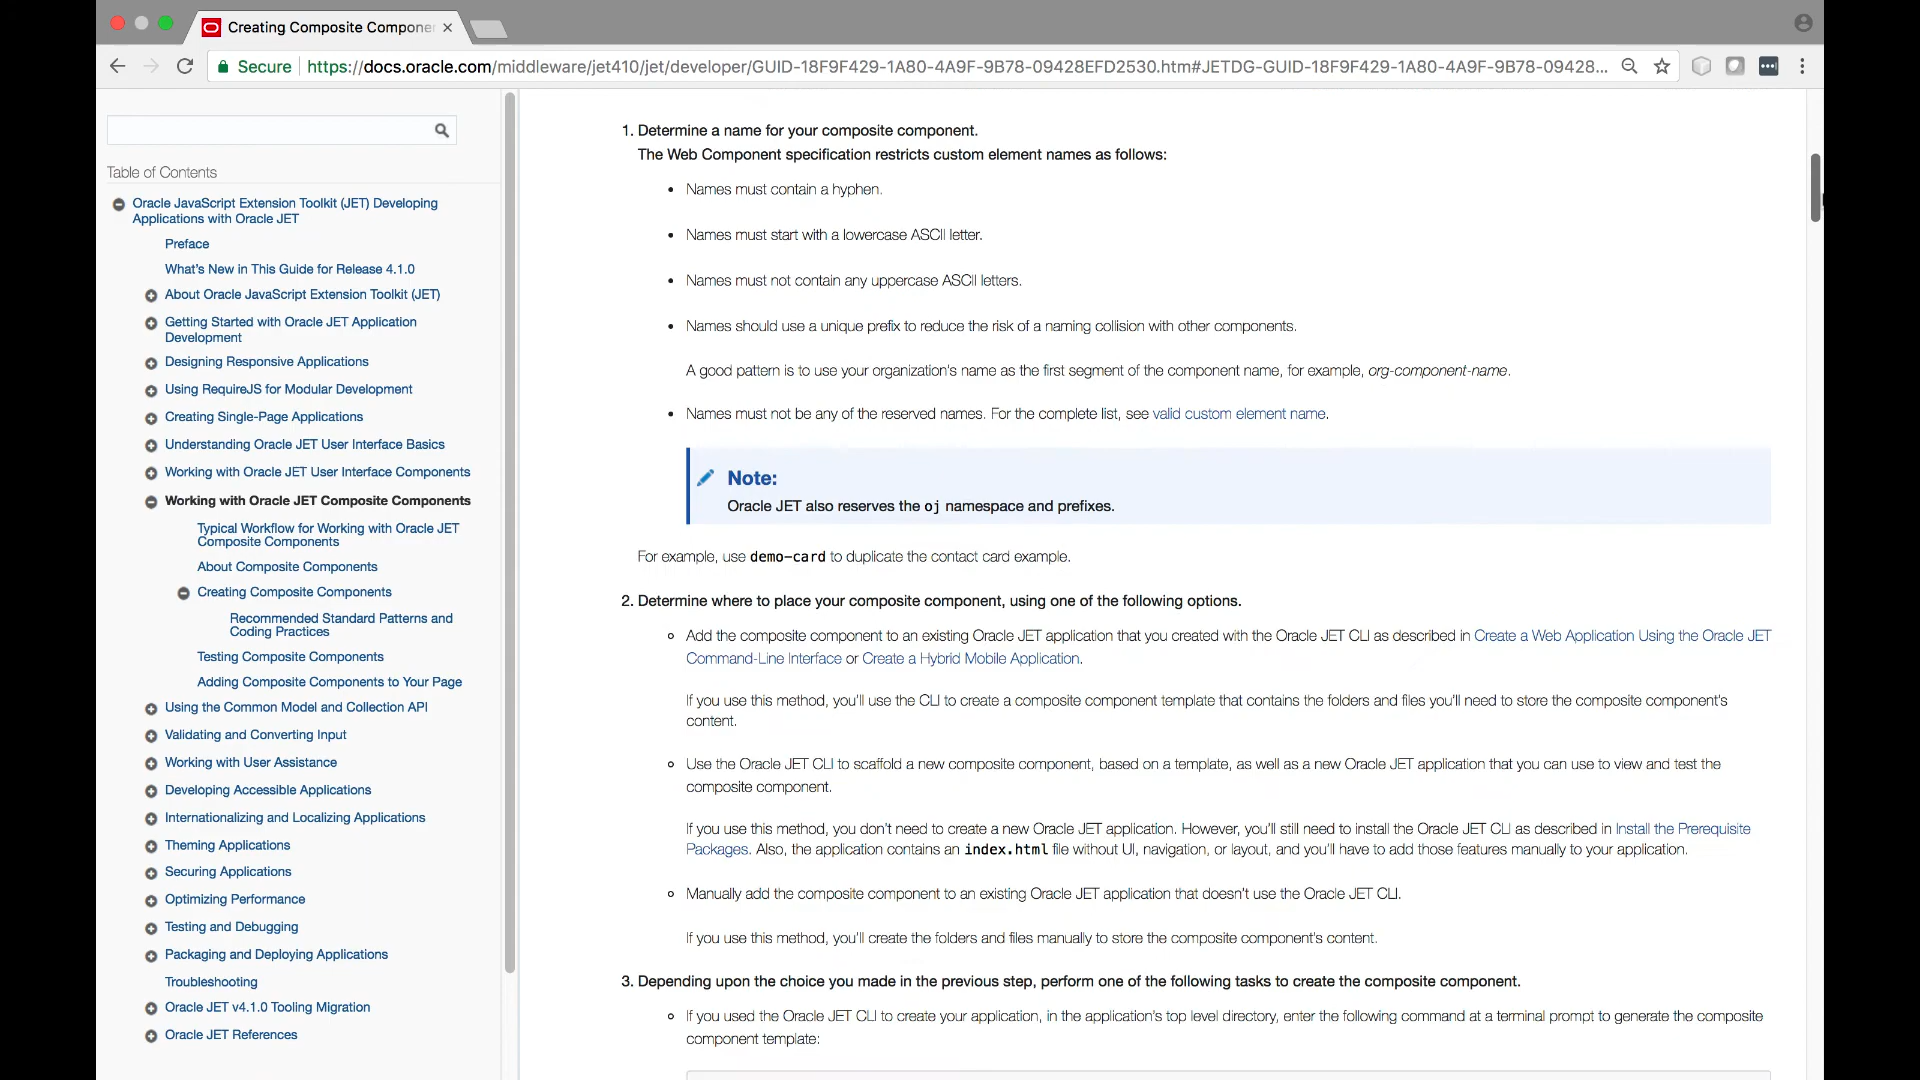 Creating Composite Compone
Secure https://docs.oracle.com/middleware/jet410/jet/developer/GUID-18F9F429-1A80-4A9F-9B78-09428EFD2530.htm#JETDG-GUID-18F9F429-1A80-4A9F-9B78-09428...
Table of Contents
Oracle JavaScript Extension Toolkit (JET) Developing
Applications with Oracle JET
Preface
What's New in This Guide for Release 4.1.0
About Oracle JavaScript Extension Toolkit (JET)
Getting Started with Oracle JET Application
Development
Designing Responsive Applications
Using RequireJS for Modular Development
Creating Single-Page Applications
Understanding Oracle JET User Interface Basics
Working with Oracle JET User Interface Components
Working with Oracle JET Composite Components
Typical Workflow for Working with Oracle JET
Composite Components
About Composite Components
Creating Composite Components
Recommended Standard Patterns and
Coding Practices
Testing Composite Components
Adding Composite Components to Your Page
Using the Common Model and Collection API
Validating and Converting Input
Working with User Assistance
Developing Accessible Applications
Internationalizing and Localizing Applications
Theming Applications
Securing Applications
Optimizing Performance
Testing and Debugging
Packaging and Deploying Applications
Troubleshooting
Oracle JET v4.1.0 Tooling Migration
Oracle JET References
1. Determine a name for your composite component.
The Web Component specification restricts custom element names as follows:
• Names must contain a hyphen.
• Names must start with a lowercase ASCII letter.
• Names must not contain any uppercase ASCII letters.
• Names should use a unique prefix to reduce the risk of a naming collision with other components.
A good pattern is to use your organization's name as the first segment of the component name, for example, org-component-name.
• Names must not be any of the reserved names. For the complete list, see valid custom element name.
Note:
Oracle JET also reserves the oj namespace and prefixes.
For example, use demo-card to duplicate the contact card example.
2. Determine where to place your composite component, using one of the following options.
Add the composite component to an existing Oracle JET application that you created with the Oracle JET CLI as described in Create a Web Application Using the Oracle JET
Command-Line Interface or Create a Hybrid Mobile Application.
If you use this method, you'll use the CLI to create a composite component template that contains the folders and files you'll need to store the composite component's
content.
Use the Oracle JET CLI to scaffold a new composite component, based on a template, as well as a new Oracle JET application that you can use to view and test the
composite component.
If you use this method, you don't need to create a new Oracle JET application. However, you'll still need to install the Oracle JET CLI as described in Install the Prerequisite
Packages. Also, the application contains an index.html file without UI, navigation, or layout, and you'll have to add those features manually to your application.
Manually add the composite component to an existing Oracle JET application that doesn't use the Oracle JET CLI.
If you use this method, you'll create the folders and files manually to store the composite component's content.
3. Depending upon the choice you made in the previous step, perform one of the following tasks to create the composite component.
If you used the Oracle JET CLI to create your application, in the application's top level directory, enter the following command at a terminal prompt to generate the composite
component template: